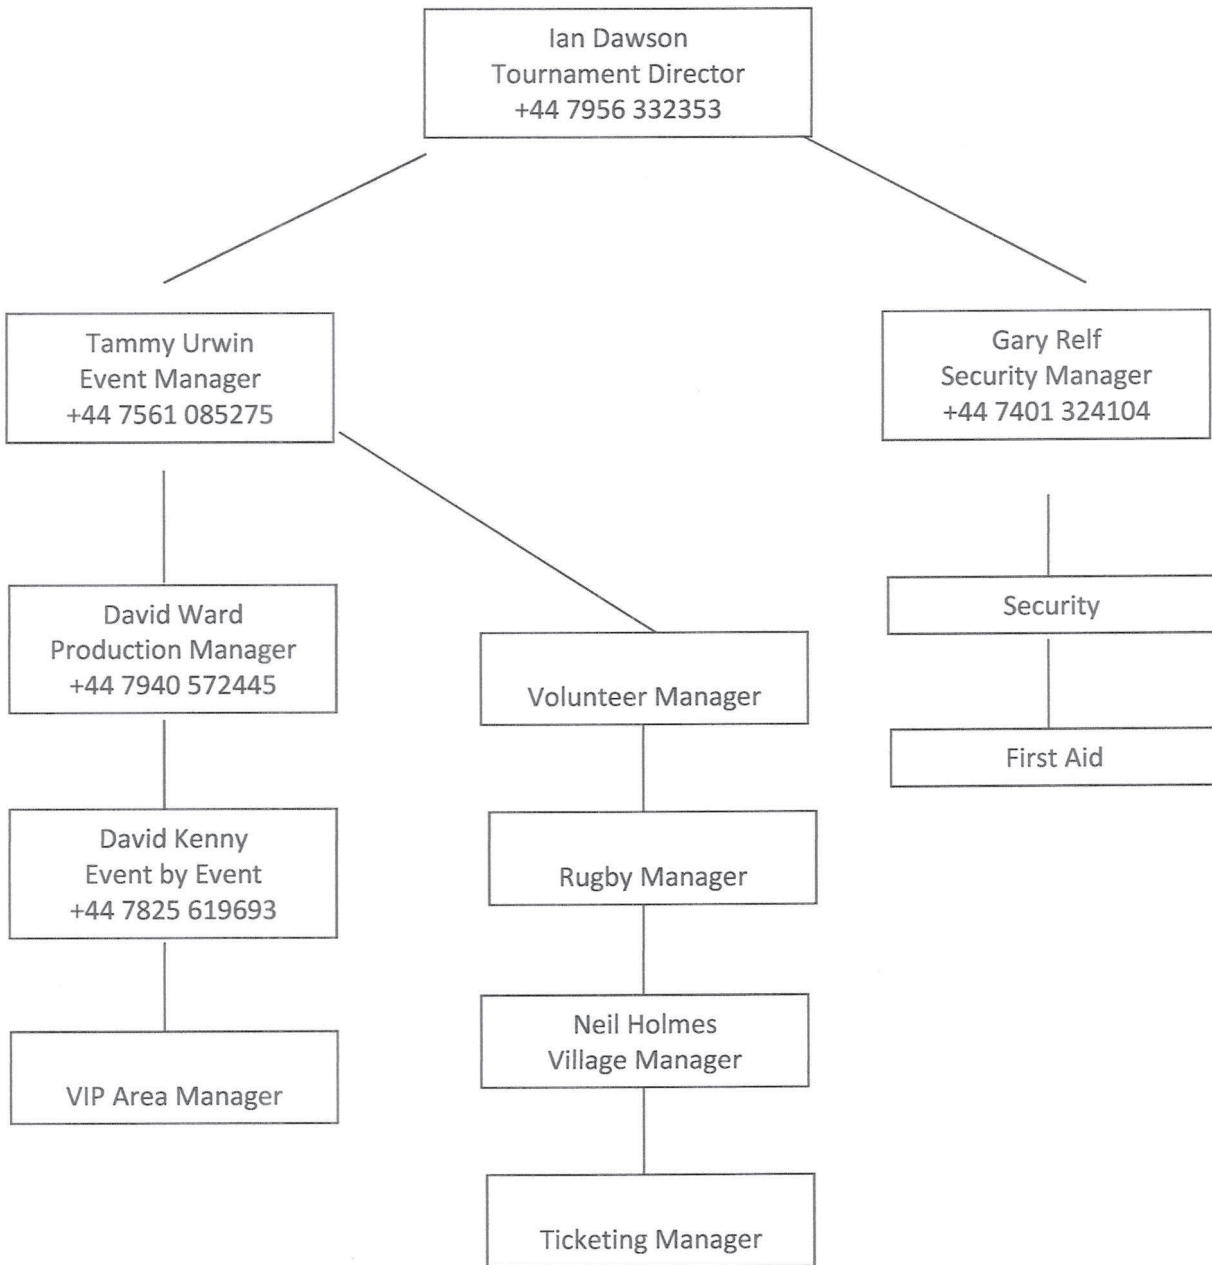 Ian Dawson
Tournament Director
+44 7956 332353
Tammy Urwin
Event Manager
+44 7561 085275
Gary Relf
Security Manager
+44 7401 324104
David Ward
Production Manager
+44 7940 572445
Volunteer Manager
Security
First Aid
David Kenny
Event by Event
+44 7825 619693
Rugby Manager
Neil Holmes
Village Manager
VIP Area Manager
Ticketing Manager